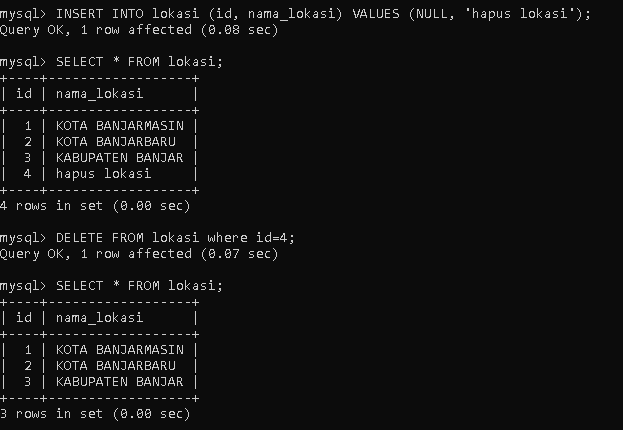 mysql> INSERT INTO lokasi (id, nama_lokasi) VALUES (NULL, 'hapus lokasi');
Query OK, 1 row affected (0.08 sec)

mysql> SELECT * FROM lokasi;
+----+------------------+
| id | nama_lokasi      |
+----+------------------+
|  1 | KOTA BANJARMASIN |
|  2 | KOTA BANJARBARU  |
|  3 | KABUPATEN BANJAR |
|  4 | hapus lokasi     |
+----+------------------+
4 rows in set (0.00 sec)

mysql> DELETE FROM lokasi where id=4;
Query OK, 1 row affected (0.07 sec)

mysql> SELECT * FROM lokasi;
+----+------------------+
| id | nama_lokasi      |
+----+------------------+
|  1 | KOTA BANJARMASIN |
|  2 | KOTA BANJARBARU  |
|  3 | KABUPATEN BANJAR |
+----+------------------+
3 rows in set (0.00 sec)